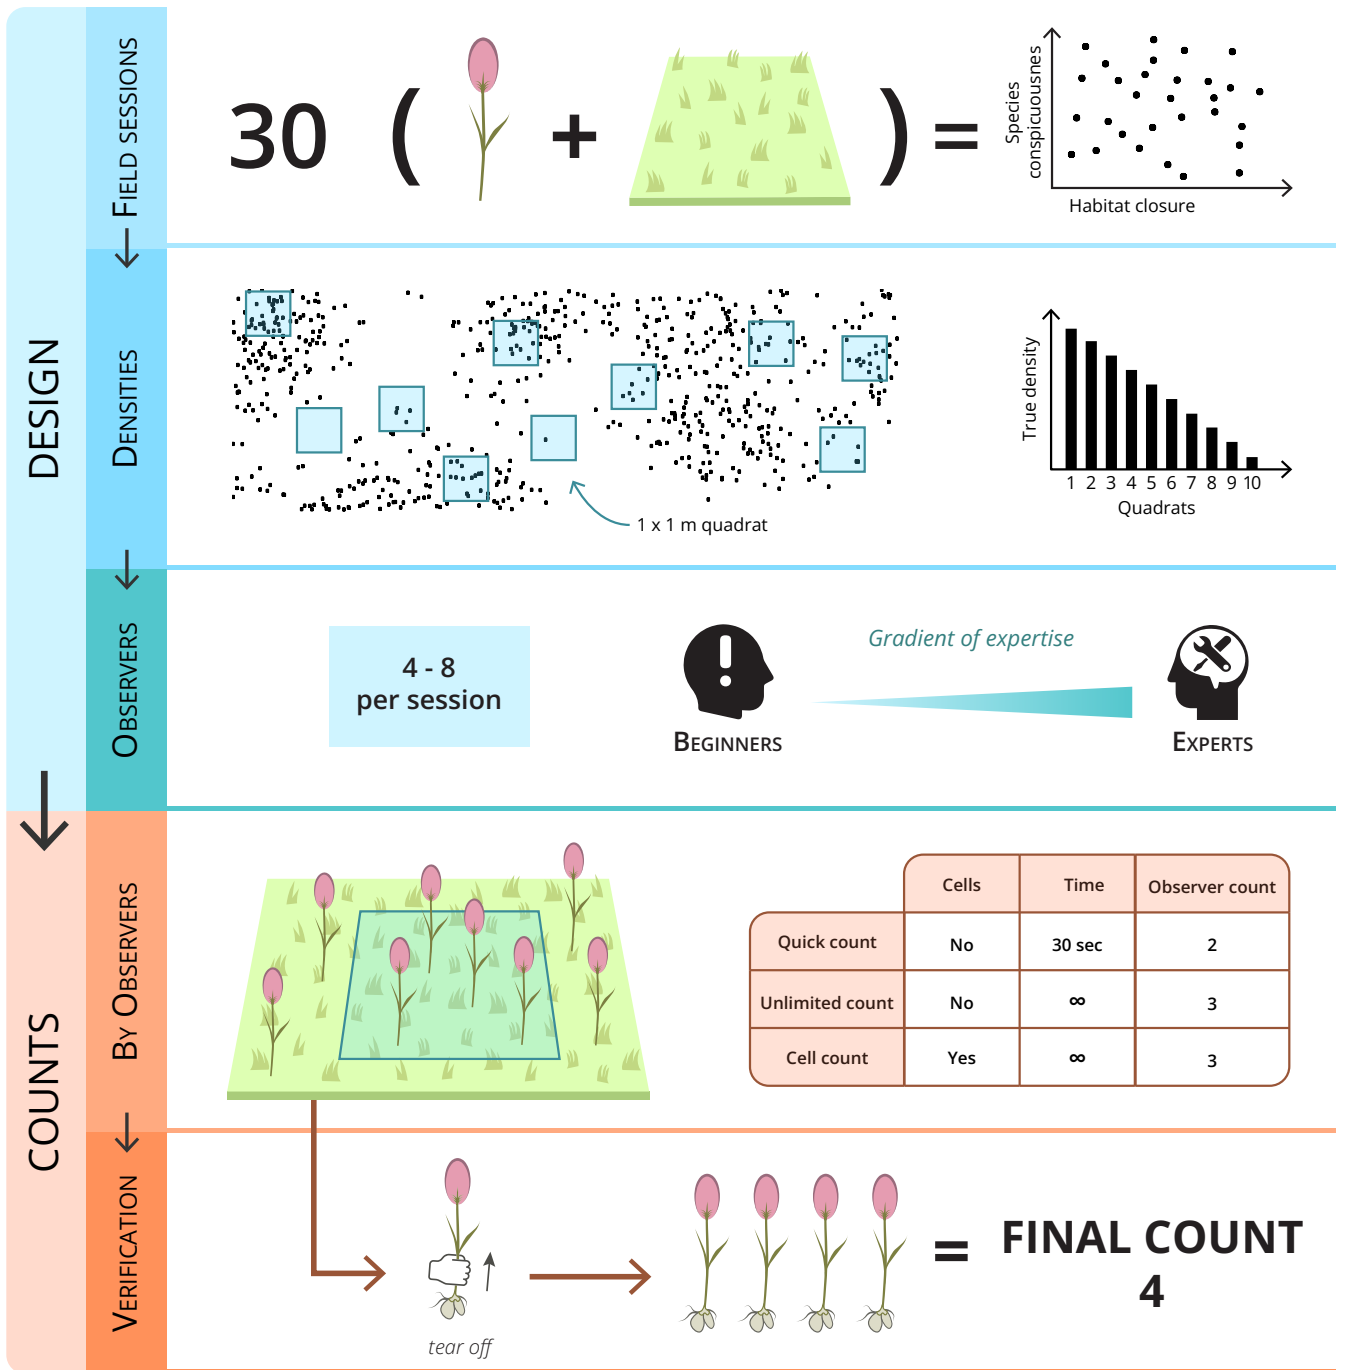 DESIGN
COUNTS
FIELD SESSIONS
30 ( + ) =
Species
conspicuousnes
Habitat closure
DENSITIES
1 x 1 m quadrat
True density
1 2 3 4 5 6 7 8 9 10
Quadrats
OBSERVERS
4 - 8
per session
BEGINNERS
Gradient of expertise
EXPERTS
BY OBSERVERS
Cells Time Observer count
Quick count No 30 sec 2
Unlimited count No ∞ 3
Cell count Yes ∞ 3
VERIFICATION
tear off
=
FINAL COUNT
4